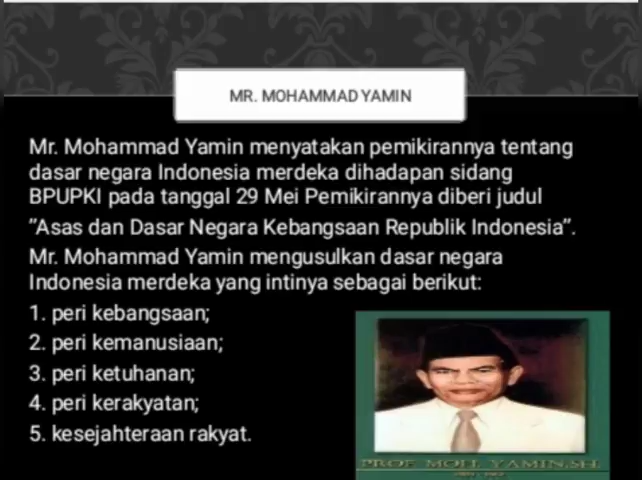 MR. MOHAMMAD YAMIN
Mr. Mohammad Yamin menyatakan pemikirannya tentang
dasar negara Indonesia merdeka dihadapan sidang
BPUPKI pada tanggal 29 Mei Pemikirannya diberi judul
”Asas dan Dasar Negara Kebangsaan Republik Indonesia”.
Mr. Mohammad Yamin mengusulkan dasar negara
Indonesia merdeka yang intinya sebagai berikut:
1. peri kebangsaan;
2. peri kemanusiaan;
3. peri ketuhanan;
4. peri kerakyatan;
5. kesejahteraan rakyat.
PROF MOH. YAMIN.SH.